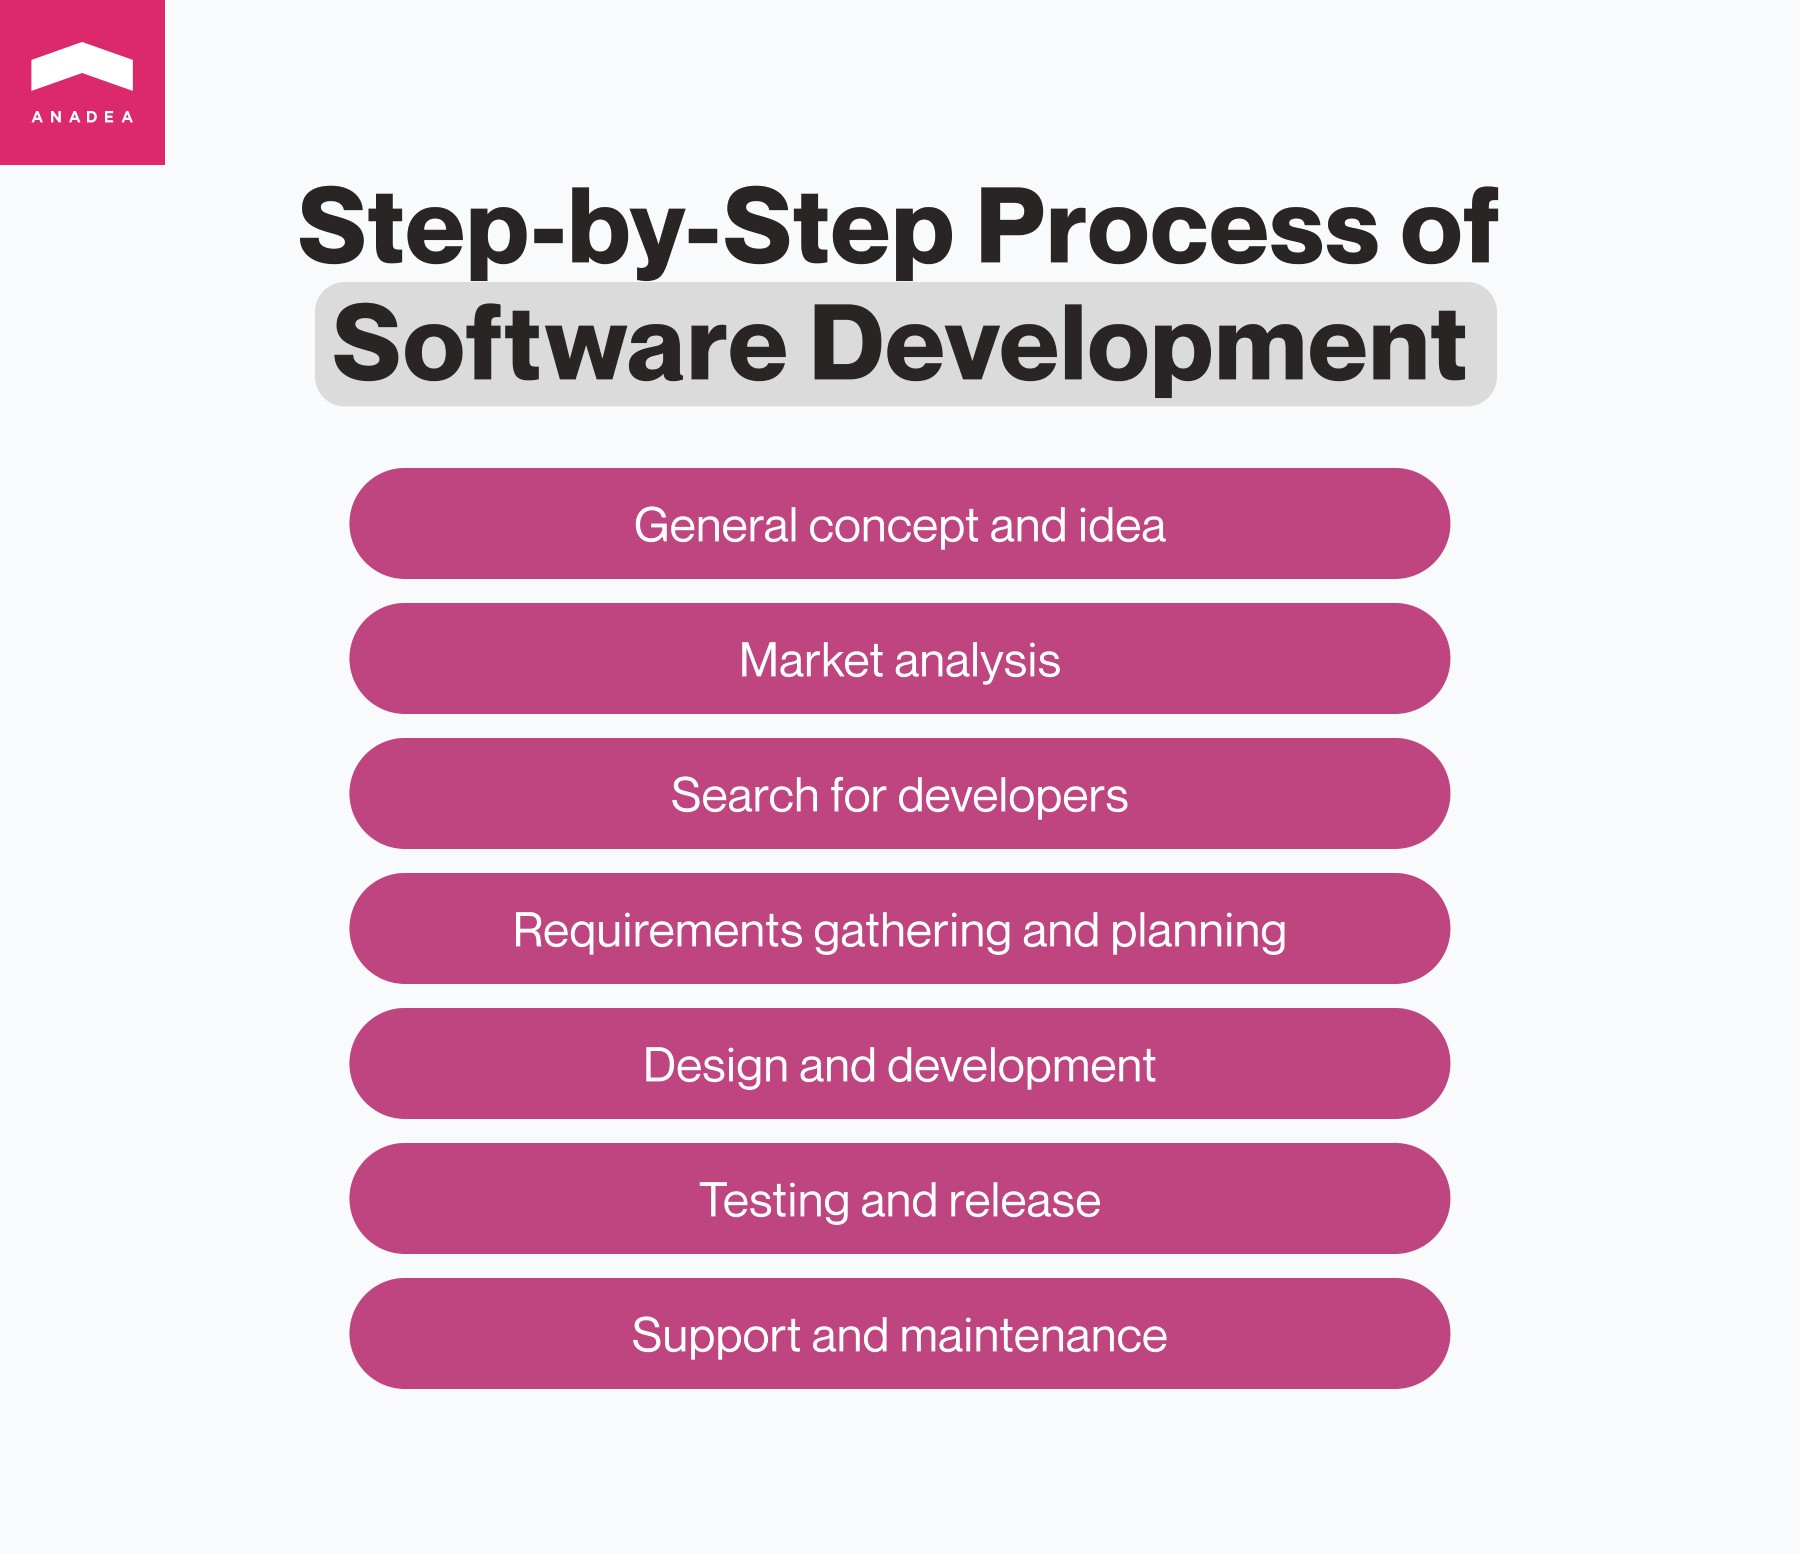 ANADEA
Step-by-Step Process of
Software Development
General concept and idea
Market analysis
Search for developers
Requirements gathering and planning
Design and development
Testing and release
Support and maintenance